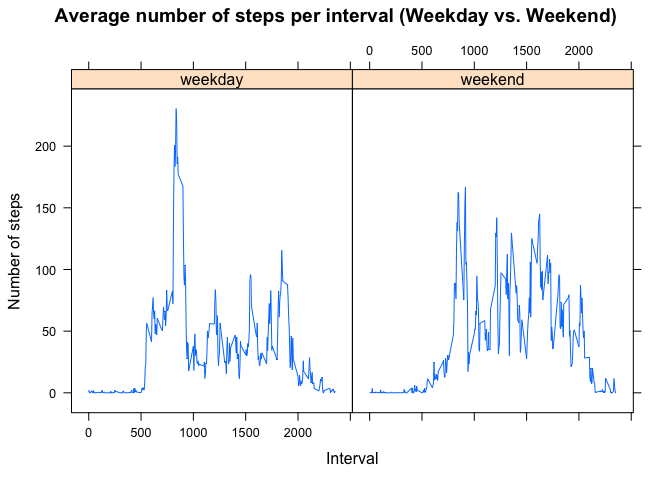 Average number of steps per interval (Weekday vs. Weekend)
0 500 1000 1500 2000
weekday weekend
200
150
100
50
0
Number of steps
0 500 1000 1500 2000
Interval